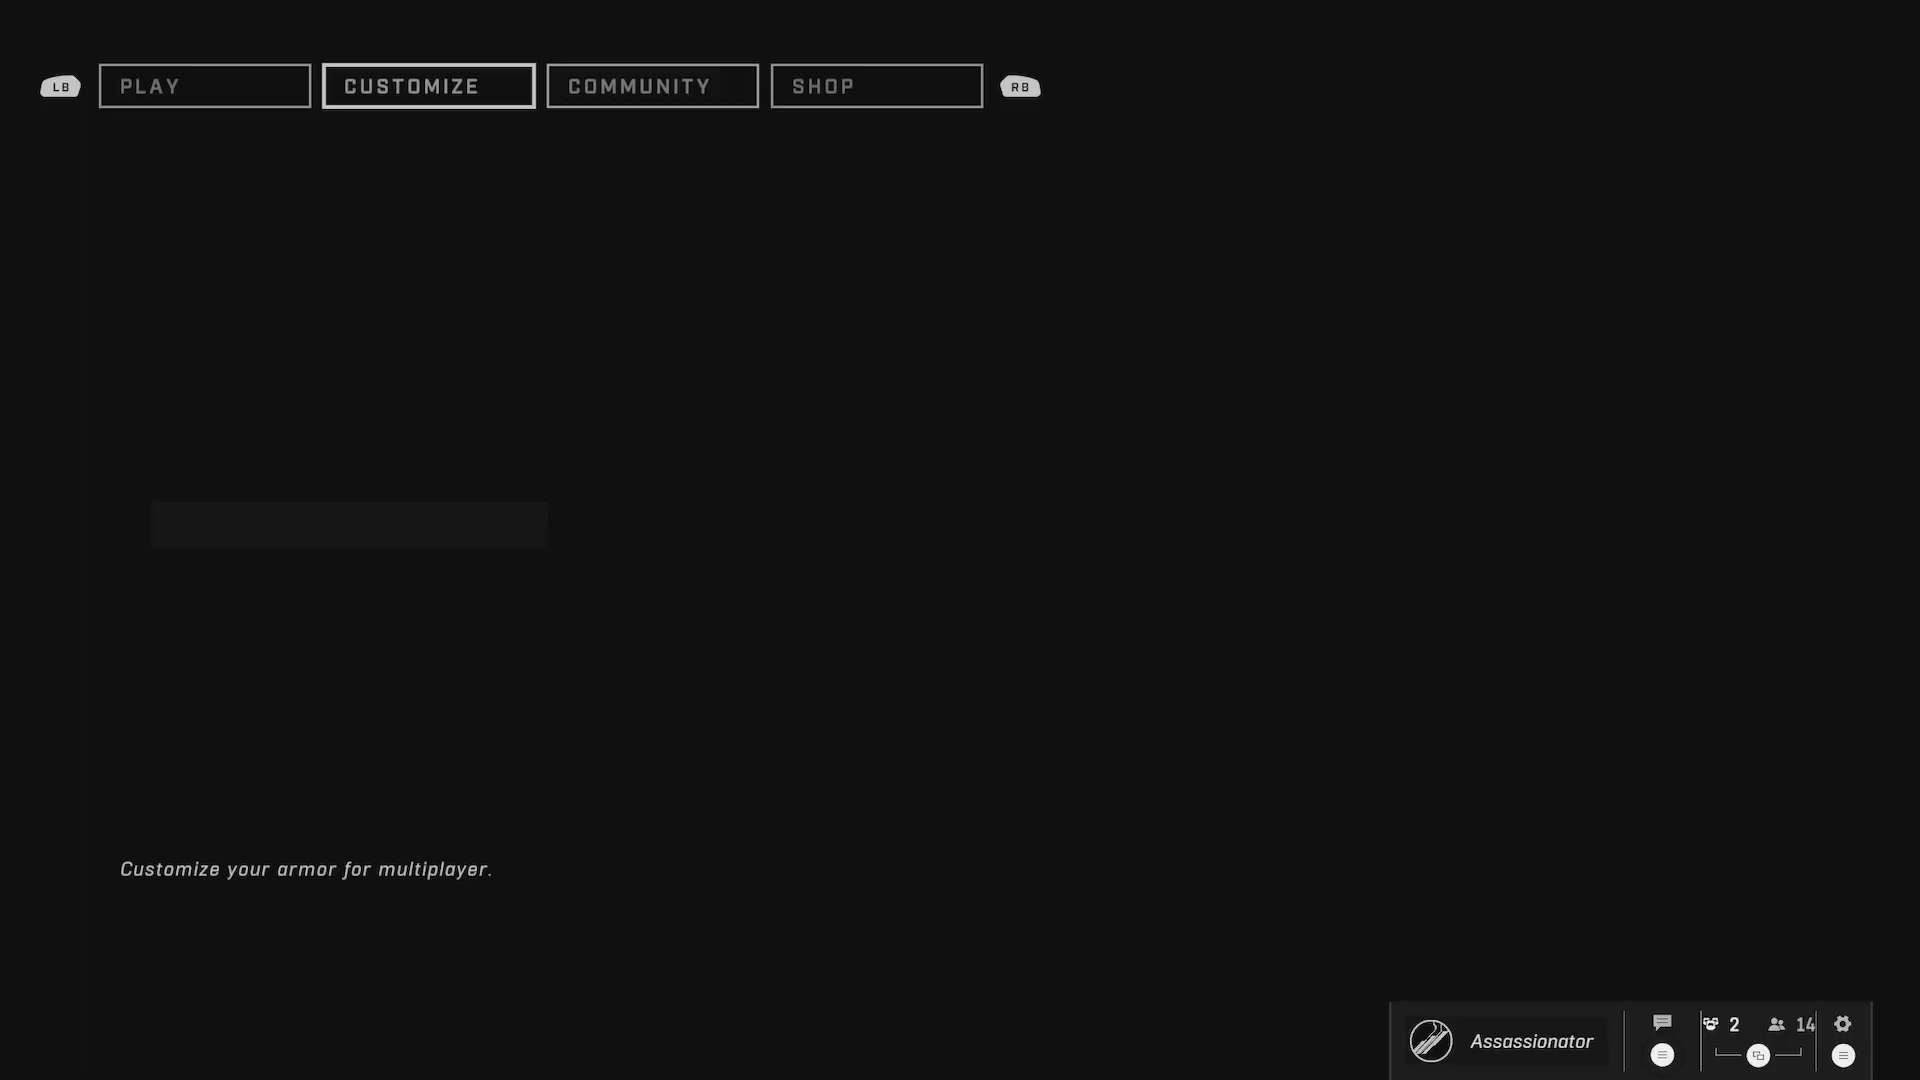 LB PLAY CUSTOMIZE COMMUNITY SHOP RB
Customize your armor for multiplayer.
Assassionator 2 14